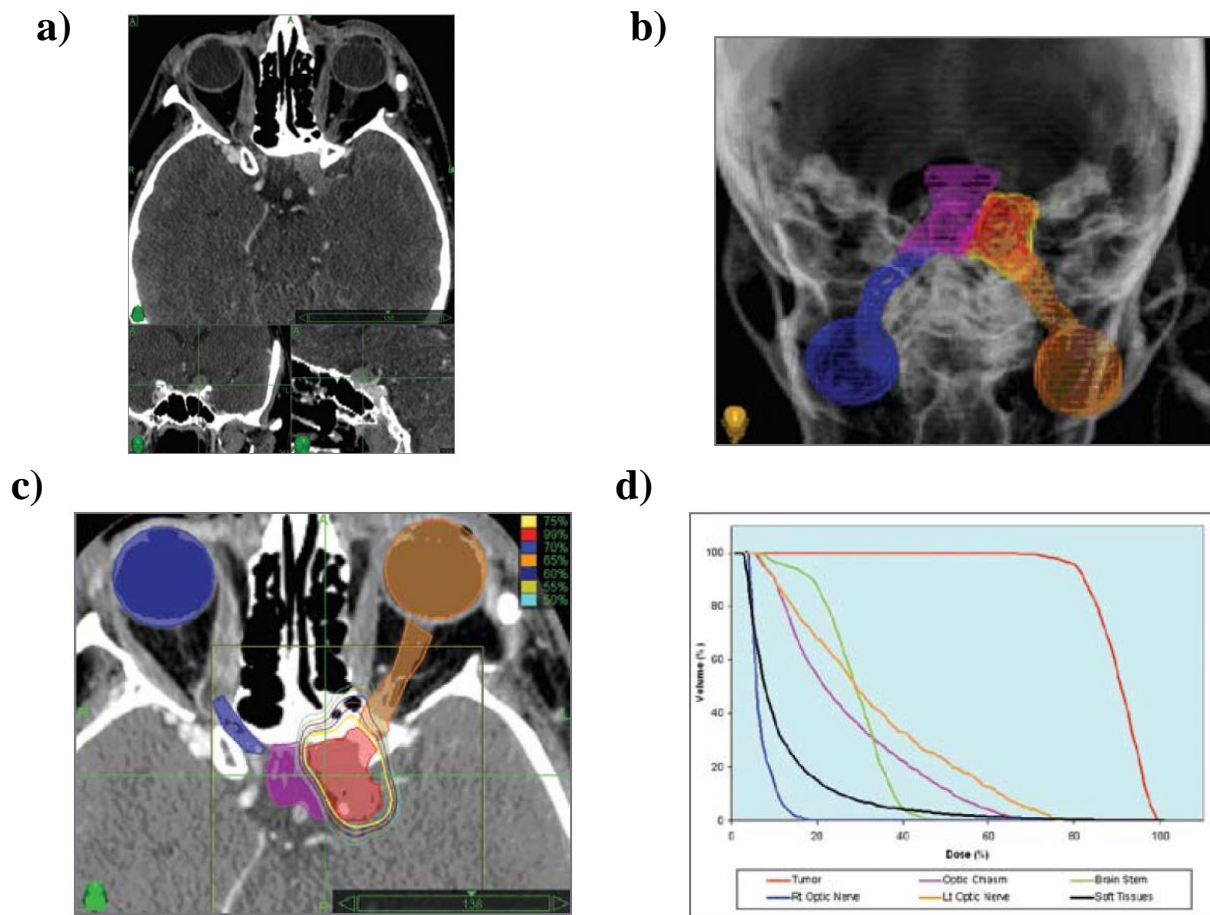 a)
b)
A
A
R
c)
d)
A
75%
99%
70%
65%
60%
55%
50%
R
L
138
Volume (%)
100
80
60
40
20
0
0 20 40 60 80 100
Dose (%)
Tumor Optic Chasm Brain Stem
Rt Optic Nerve Lt Optic Nerve Soft Tissues